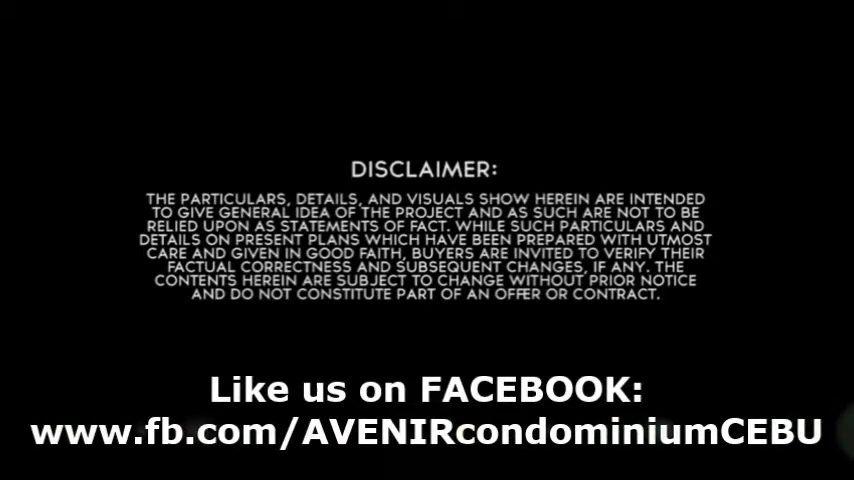 DISCLAIMER:
THE PARTICULARS, DETAILS, AND VISUALS SHOW HEREIN ARE INTENDED
TO GIVE GENERAL IDEA OF THE PROJECT AND AS SUCH ARE NOT TO BE
RELIED UPON AS STATEMENTS OF FACT. WHILE SUCH PARTICULARS AND
DETAILS ON PRESENT PLANS WHICH HAVE BEEN PREPARED WITH UTMOST
CARE AND GIVEN IN GOOD FAITH, BUYERS ARE INVITED TO VERIFY THEIR
FACTUAL CORRECTNESS AND SUBSEQUENT CHANGES, IF ANY. THE
CONTENTS HEREIN ARE SUBJECT TO CHANGE WITHOUT PRIOR NOTICE
AND DO NOT CONSTITUTE PART OF AN OFFER OR CONTRACT.
Like us on FACEBOOK:
www.fb.com/AVENIRcondominiumCEBU